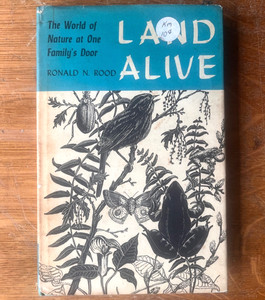 The World of
Nature at One
Family's Door
RONALD N. ROOD
LAND
ALIVE